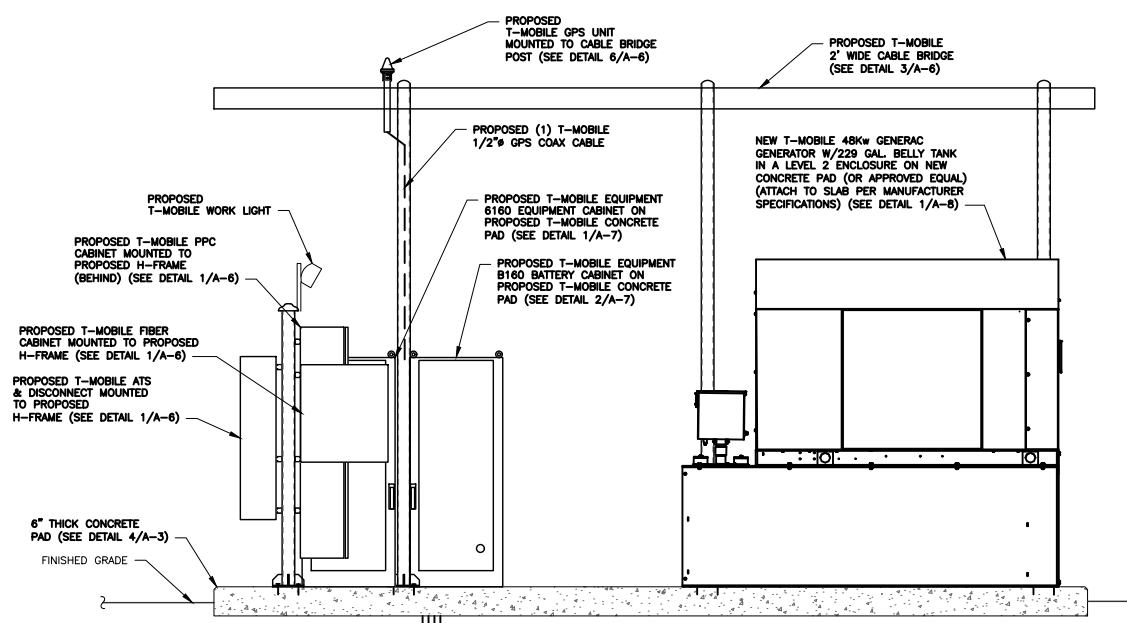 PROPOSED
T-MOBILE GPS UNIT
MOUNTED TO CABLE BRIDGE
POST (SEE DETAIL 6/A-6)
PROPOSED T-MOBILE
2' WIDE CABLE BRIDGE
(SEE DETAIL 3/A-6)
PROPOSED (1) T-MOBILE
1/2"ø GPS COAX CABLE
NEW T-MOBILE 48Kw GENERAC
GENERATOR W/229 GAL. BELLY TANK
IN A LEVEL 2 ENCLOSURE ON NEW
CONCRETE PAD (OR APPROVED EQUAL)
(ATTACH TO SLAB PER MANUFACTURER
SPECIFICATIONS) (SEE DETAIL 1/A-8)
PROPOSED
T-MOBILE WORK LIGHT
PROPOSED T-MOBILE EQUIPMENT
6160 EQUIPMENT CABINET ON
PROPOSED T-MOBILE CONCRETE
PAD (SEE DETAIL 1/A-7)
PROPOSED T-MOBILE PPC
CABINET MOUNTED TO
PROPOSED H-FRAME
(BEHIND) (SEE DETAIL 1/A-6)
PROPOSED T-MOBILE EQUIPMENT
B160 BATTERY CABINET ON
PROPOSED T-MOBILE CONCRETE
PAD (SEE DETAIL 2/A-7)
PROPOSED T-MOBILE FIBER
CABINET MOUNTED TO PROPOSED
H-FRAME (SEE DETAIL 1/A-6)
PROPOSED T-MOBILE ATS
& DISCONNECT MOUNTED
TO PROPOSED
H-FRAME (SEE DETAIL 1/A-6)
6" THICK CONCRETE
PAD (SEE DETAIL 4/A-3)
FINISHED GRADE